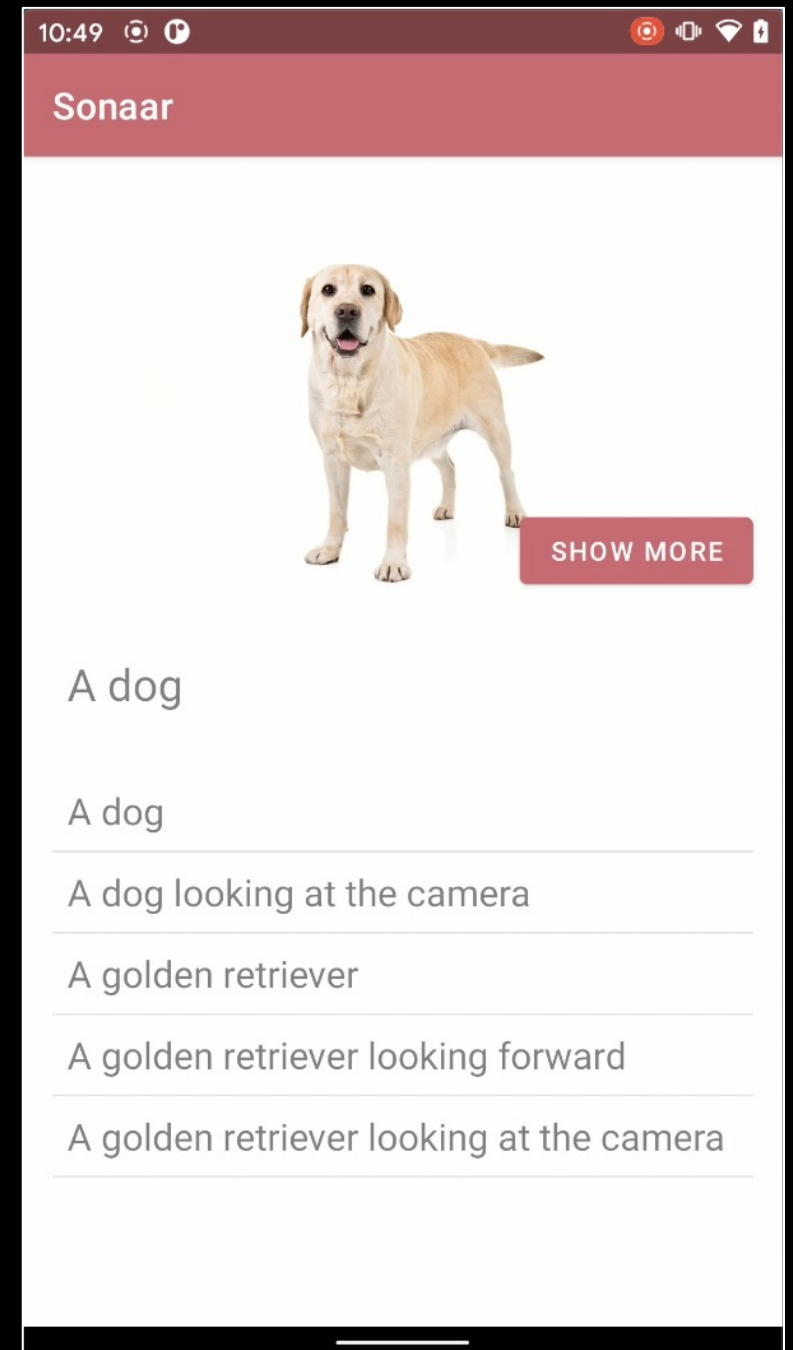 10:49
Sonaar
SHOW MORE
A dog
A dog
A dog looking at the camera
A golden retriever
A golden retriever looking forward
A golden retriever looking at the camera